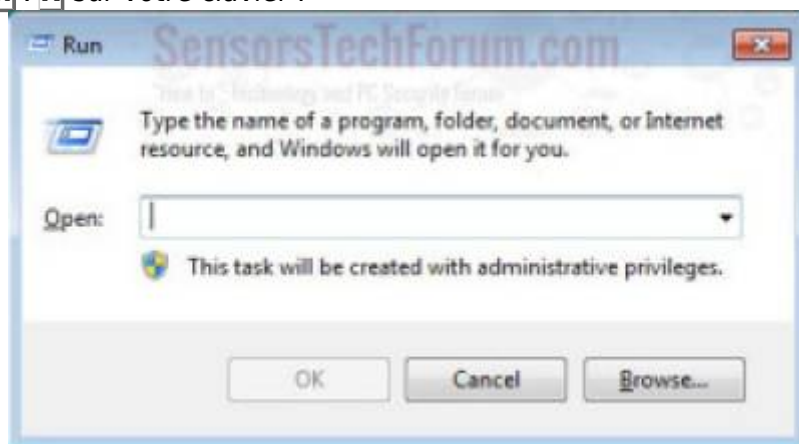 sur votre clavier :
Run
SensorsTechForum.com
Type the name of a program, folder, document, or Internet
resource, and Windows will open it for you.
Open:
This task will be created with administrative privileges.
OK
Cancel
Browse...